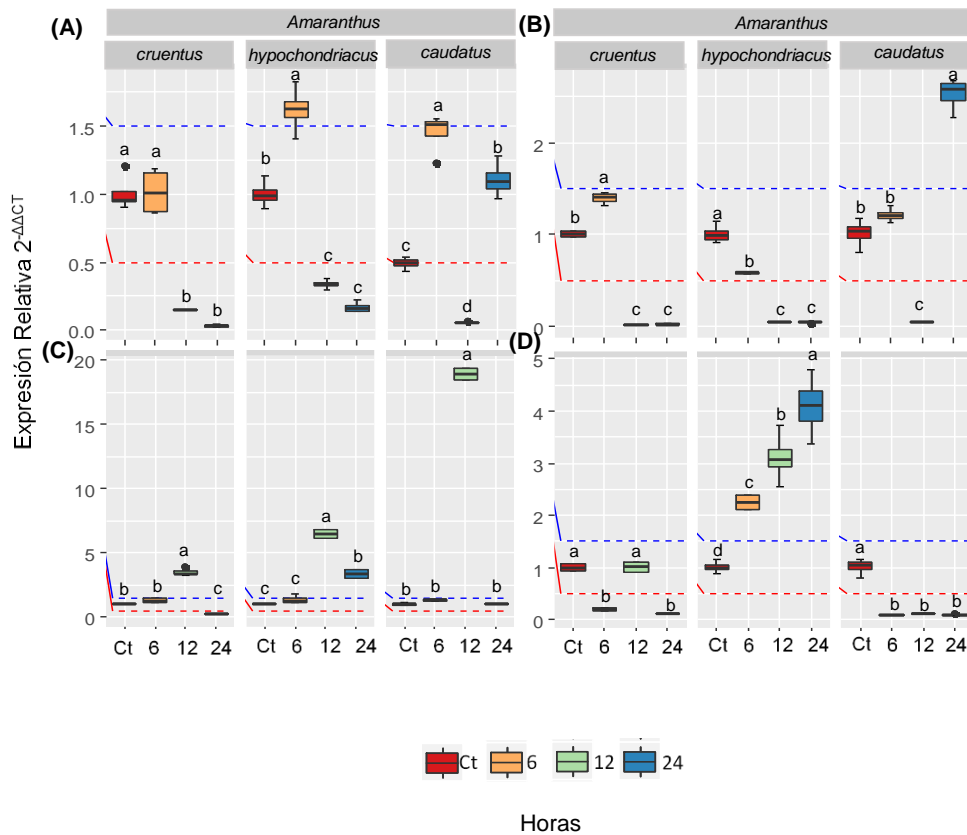 (A) Amaranthus (B) Amaranthus
cruentus hypochondriacus caudatus cruentus hypochondriacus caudatus
Expresión Relativa 2-ΔΔCT
1.5
1.0
0.5
0.0
a a b b
b a c c
c a d b
2
1
0
b a c c
a b c c
b b c a
(C)
20
15
10
5
0
b b a c
c c a b
b b a b
(D)
5
4
3
2
1
0
a b a b
d c b a
a b b b
Ct 6 12 24 Ct 6 12 24 Ct 6 12 24 Ct 6 12 24 Ct 6 12 24 Ct 6 12 24
Ct 6 12 24
Horas